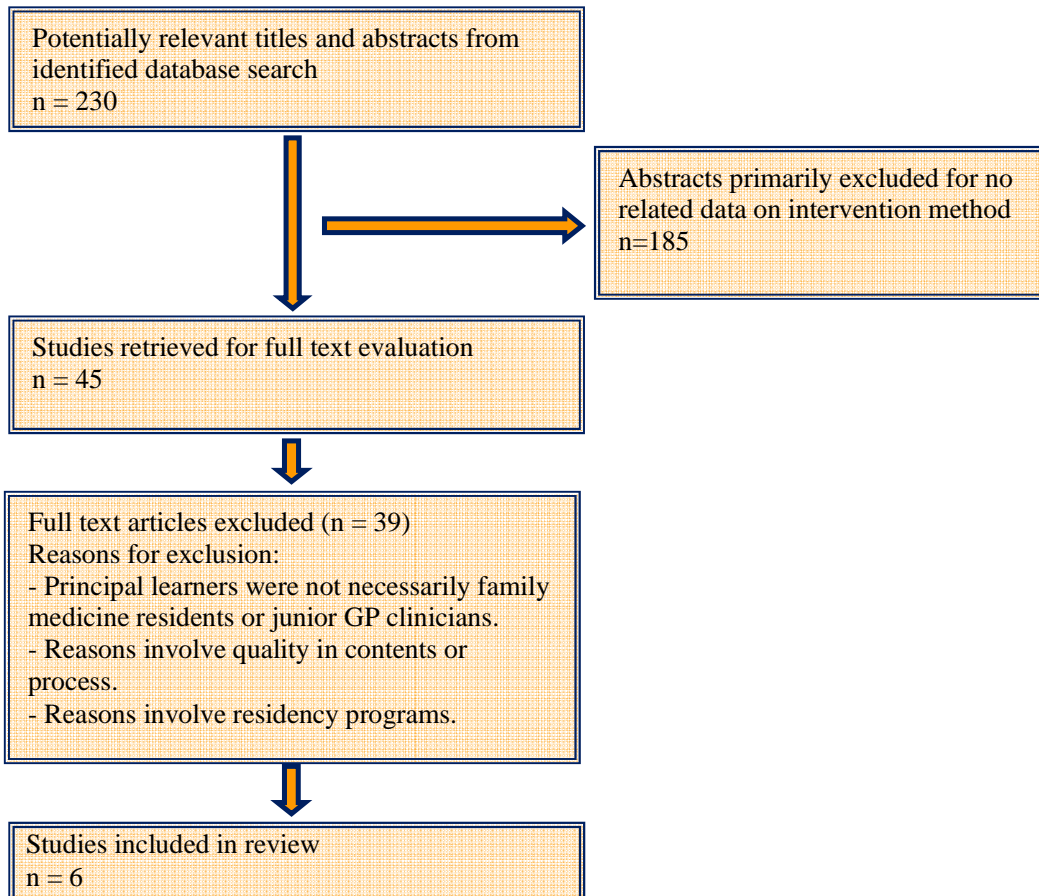 Potentially relevant titles and abstracts from
identified database search
n = 230
Abstracts primarily excluded for no
related data on intervention method
n=185
Studies retrieved for full text evaluation
n = 45
Full text articles excluded (n = 39)
Reasons for exclusion:
- Principal learners were not necessarily family
medicine residents or junior GP clinicians.
- Reasons involve quality in contents or
process.
- Reasons involve residency programs.
Studies included in review
n = 6